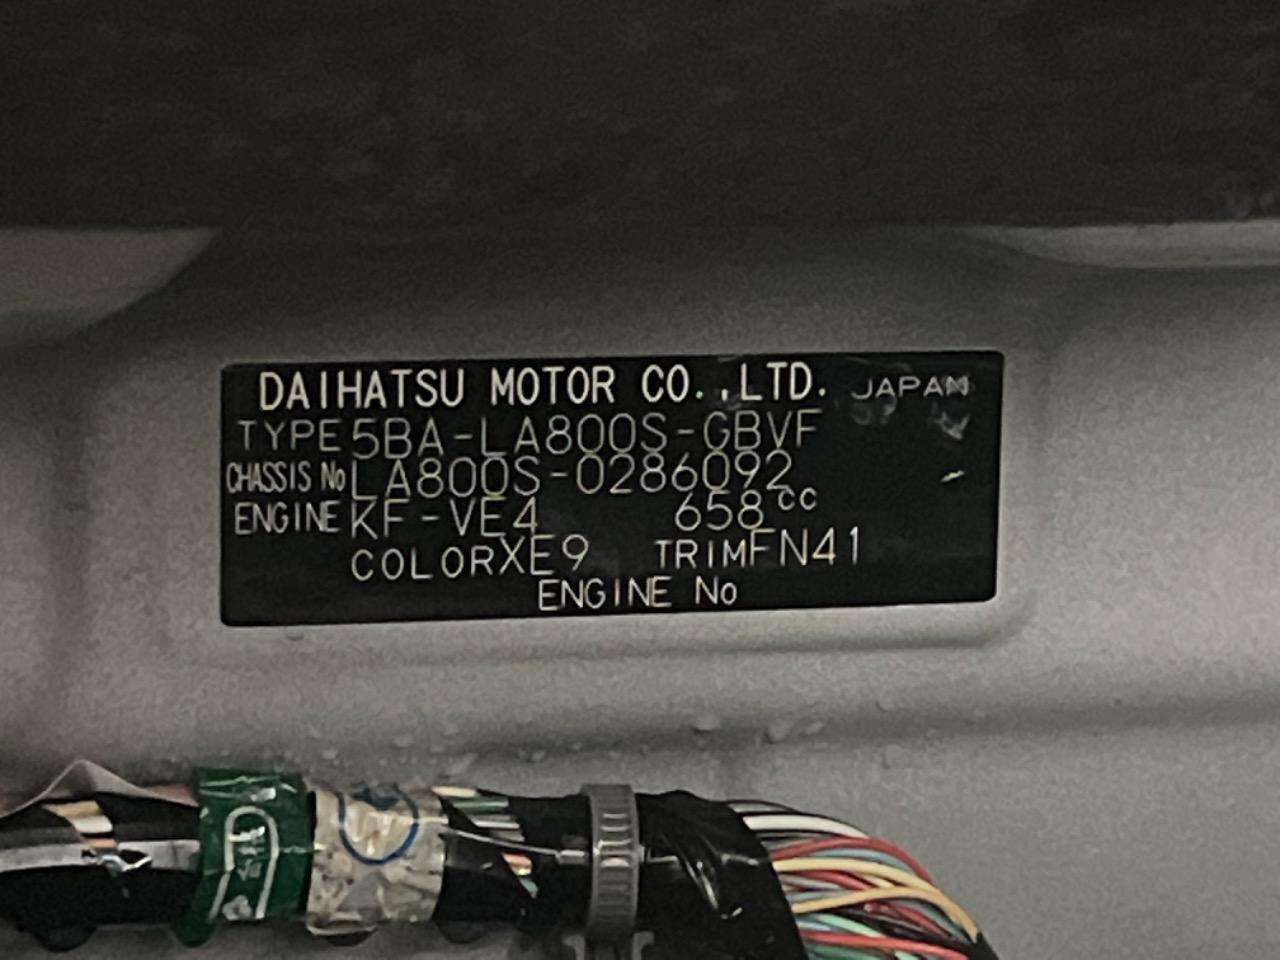 DAIHATSU MOTOR CO.,LTD. JAPAN
TYPE 5BA-LA800S-GBVF
CHASSIS No LA800S-0286092
ENGINE KF-VE4 658cc
COLOR XE9 TRIM FN41
ENGINE No